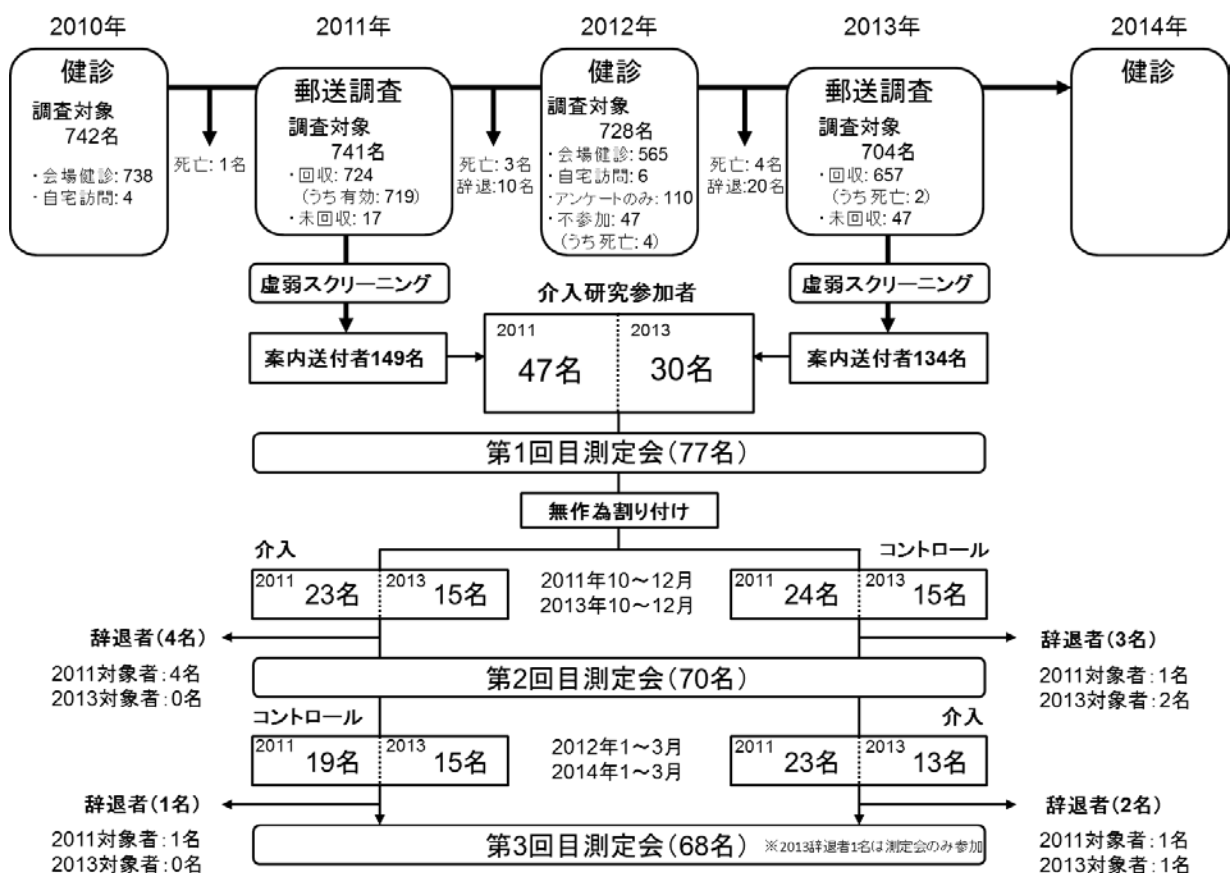 2010年
2011年
2012年
2013年
2014年
健診
調査対象
742名
・会場健診: 738
・自宅訪問: 4
死亡: 1名
郵送調査
調査対象
741名
・回収: 724
(うち有効: 719)
・未回収: 17
死亡: 3名
辞退:10名
健診
調査対象
728名
・会場健診: 565
・自宅訪問: 6
・アンケートのみ: 110
・不参加: 47
(うち死亡: 4)
死亡: 4名
辞退:20名
郵送調査
調査対象
704名
・回収: 657
(うち死亡: 2)
・未回収: 47
健診
虚弱スクリーニング
虚弱スクリーニング
介入研究参加者
案内送付者149名
2011
47名
2013
30名
案内送付者134名
第1回目測定会(77名)
無作為割り付け
介入
コントロール
2011
23名
2013
15名
2011年10〜12月
2013年10〜12月
2011
24名
2013
15名
辞退者(4名)
2011対象者:4名
2013対象者:0名
辞退者(3名)
2011対象者:1名
2013対象者:2名
第2回目測定会(70名)
コントロール
介入
2011
19名
2013
15名
2012年1〜3月
2014年1〜3月
2011
23名
2013
13名
辞退者(1名)
2011対象者:1名
2013対象者:0名
辞退者(2名)
2011対象者:1名
2013対象者:1名
第3回目測定会(68名) ※2013辞退者1名は測定会のみ参加